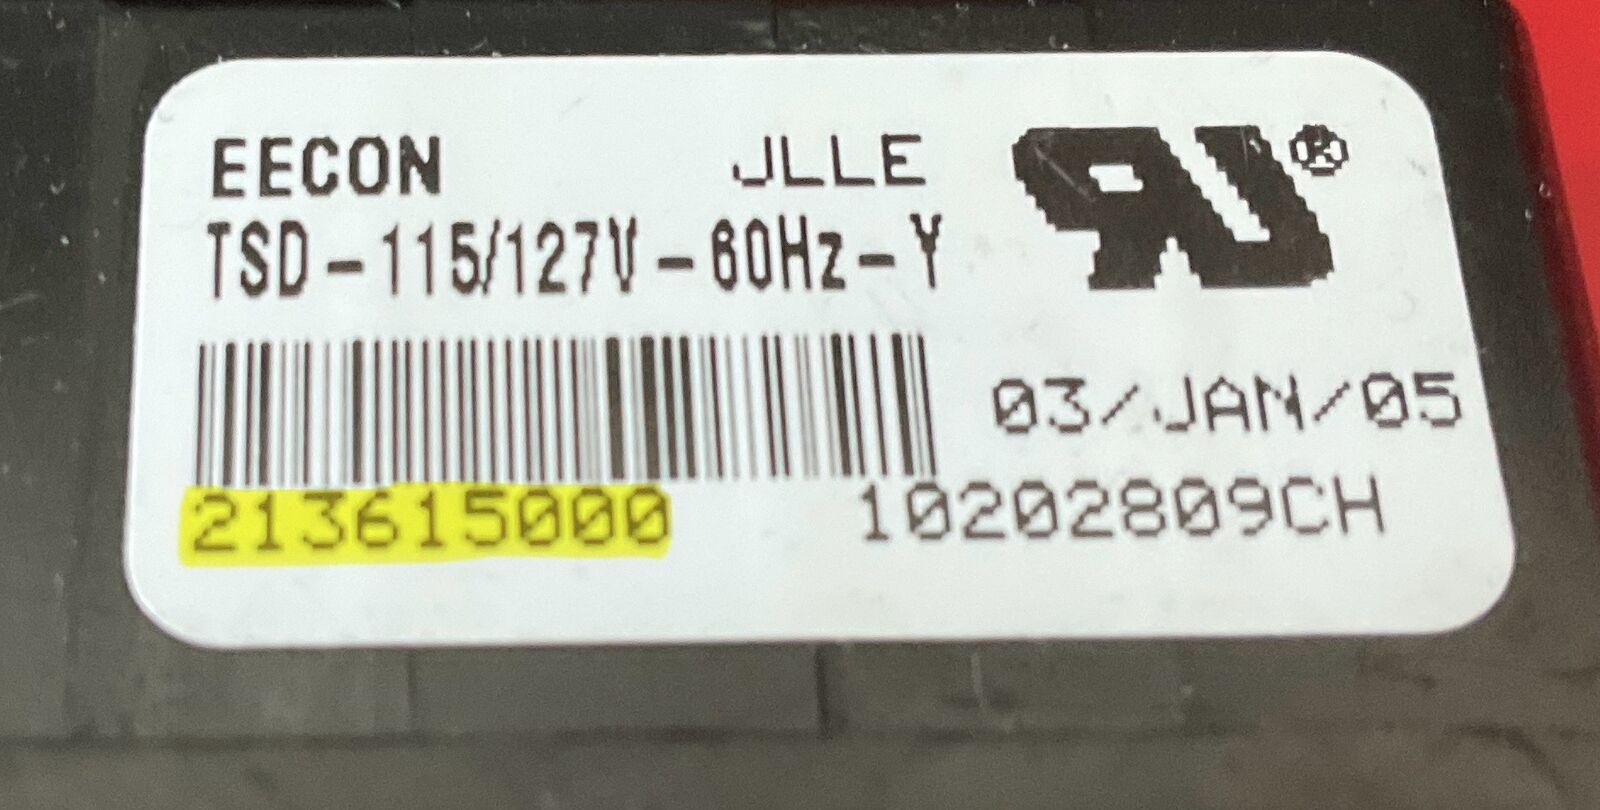 EECON JLLE
TSD-115/127V-60Hz-Y
03/JAN/05
213615000 10202809CH